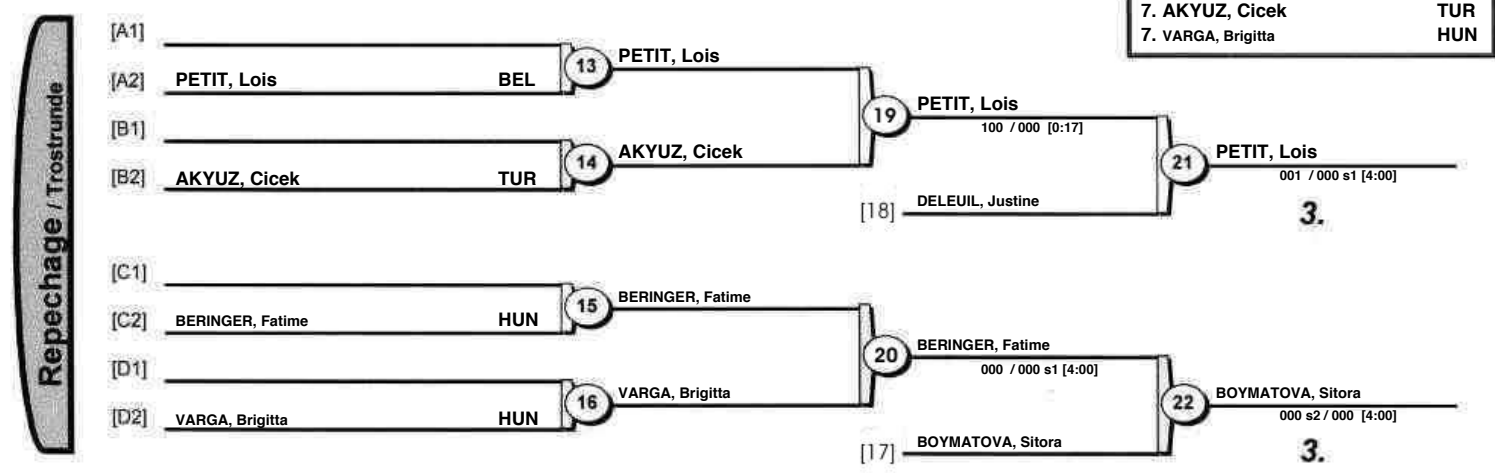 7. AKYUZ, Cicek TUR
7. VARGA, Brigitta HUN
Repechage / Trostrunde
[A1]
[A2] PETIT, Lois BEL
13 PETIT, Lois
[B1]
[B2] AKYUZ, Cicek TUR
14 AKYUZ, Cicek
19 PETIT, Lois
100 / 000 [0:17]
[18] DELEUIL, Justine
21 PETIT, Lois
001 / 000 s1 [4:00]
3.
[C1]
[C2] BERINGER, Fatime HUN
15 BERINGER, Fatime
[D1]
[D2] VARGA, Brigitta HUN
16 VARGA, Brigitta
20 BERINGER, Fatime
000 / 000 s1 [4:00]
[17] BOYMATOVA, Sitora
22 BOYMATOVA, Sitora
000 s2 / 000 [4:00]
3.